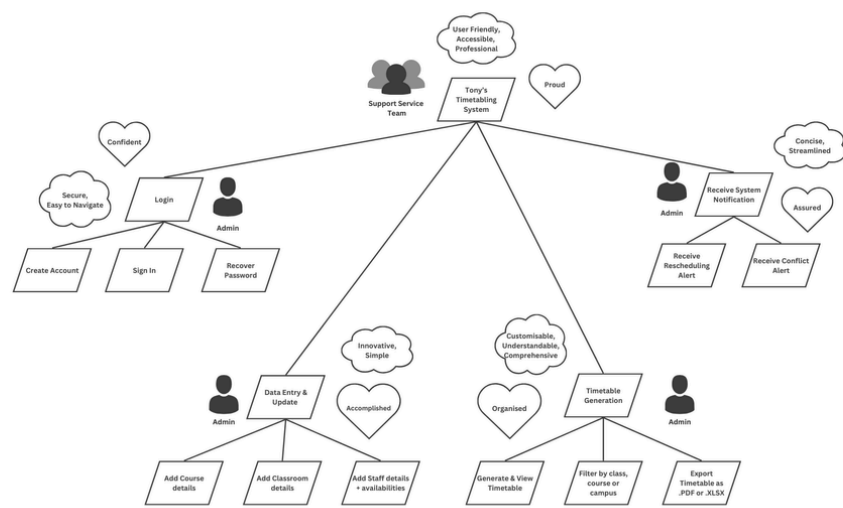 User Friendly,
Accessible,
Professional
Support Service
Team
Tony's
Timetabling
System
Proud
Confident
Secure,
Easy to Navigate
Login
Admin
Create Account
Sign In
Recover
Password
Concise,
Streamlined
Admin
Receive System
Notification
Assured
Receive
Rescheduling
Alert
Receive Conflict
Alert
Innovative,
Simple
Admin
Data Entry &
Update
Accomplished
Add Course
details
Add Classroom
details
Add Staff details
+ availabilities
Customisable,
Understandable,
Comprehensive
Organised
Timetable
Generation
Admin
Generate & View
Timetable
Filter by class,
course or
campus
Export
Timetable as
.PDF or .XLSX